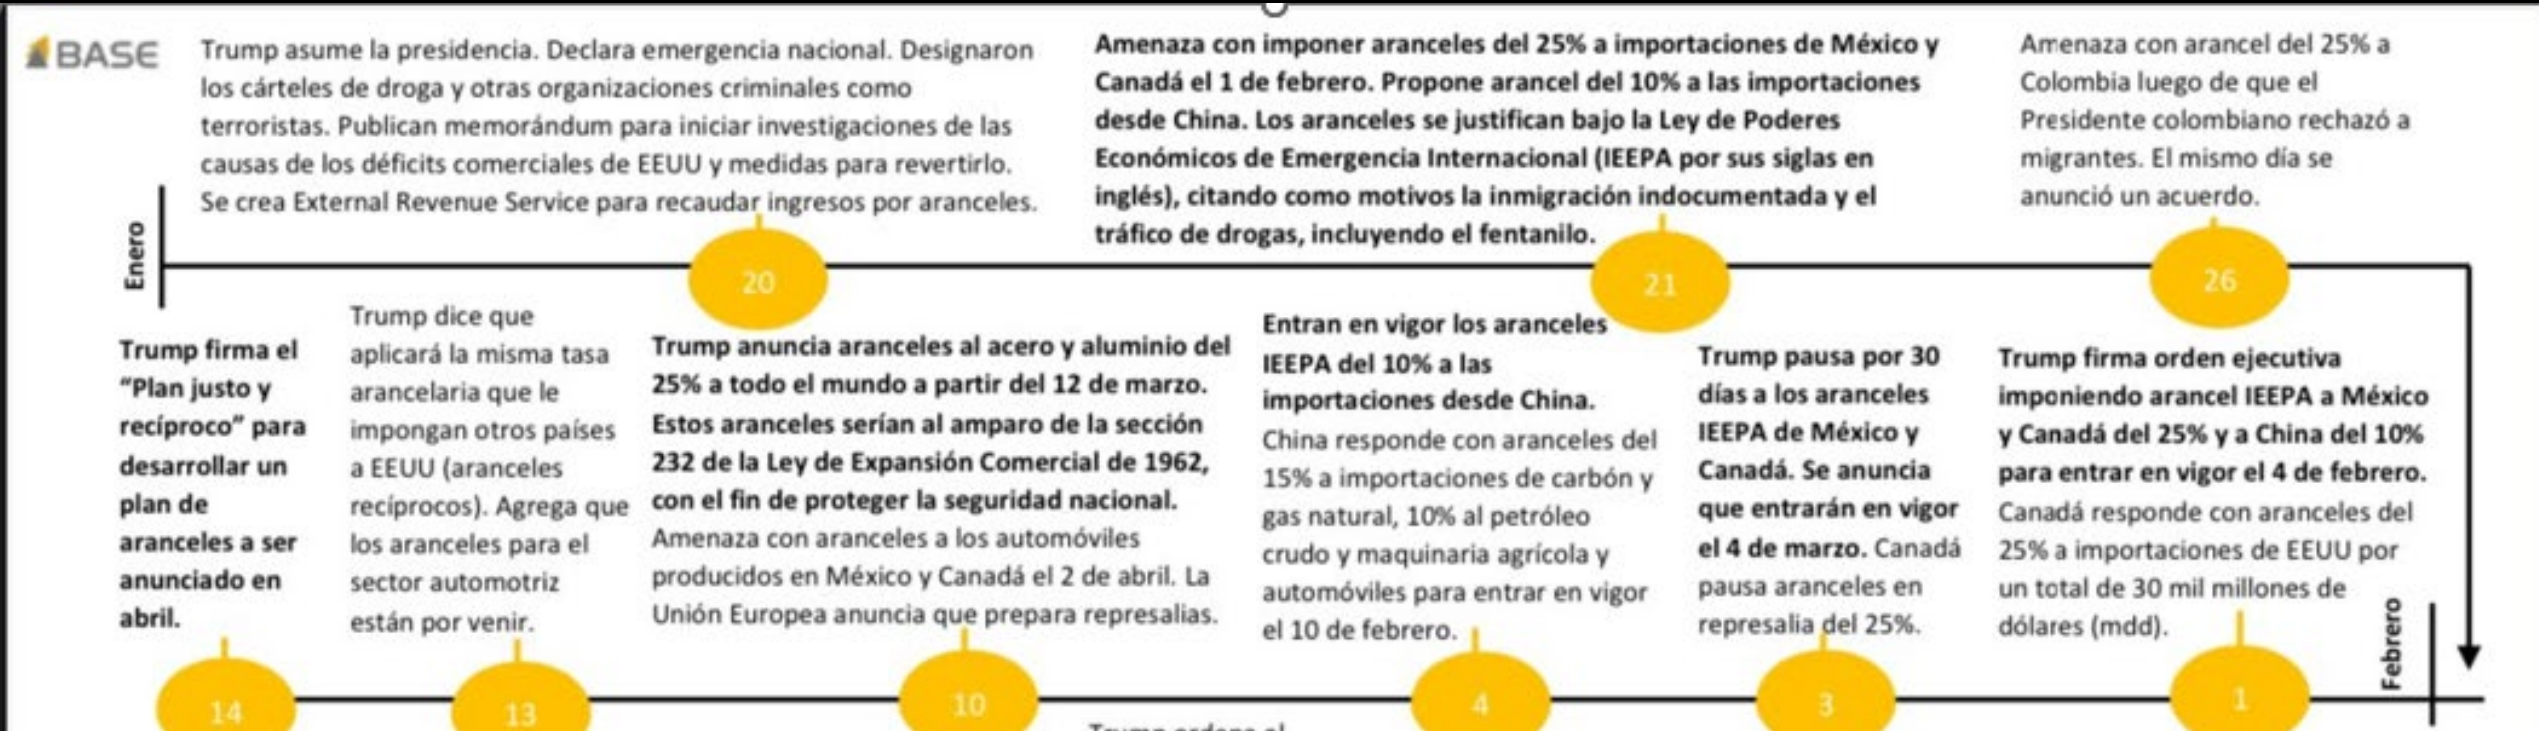 BASE
Trump asume la presidencia. Declara emergencia nacional. Designaron
los cárteles de droga y otras organizaciones criminales como
terroristas. Publican memorándum para iniciar investigaciones de las
causas de los déficits comerciales de EEUU y medidas para revertirlo.
Se crea External Revenue Service para recaudar ingresos por aranceles.
Amenaza con imponer aranceles del 25% a importaciones de México y
Canadá el 1 de febrero. Propone arancel del 10% a las importaciones
desde China. Los aranceles se justifican bajo la Ley de Poderes
Económicos de Emergencia Internacional (IEEPA por sus siglas en
inglés), citando como motivos la inmigración indocumentada y el
tráfico de drogas, incluyendo el fentanilo.
Amenaza con arancel del 25% a
Colombia luego de que el
Presidente colombiano rechazó a
migrantes. El mismo día se
anunció un acuerdo.
Enero
20
21
26
Trump firma el
“Plan justo y
recíproco” para
desarrollar un
plan de
aranceles a ser
anunciado en
abril.
Trump dice que
aplicará la misma tasa
arancelaria que le
impongan otros países
a EEUU (aranceles
recíprocos). Agrega que
los aranceles para el
sector automotriz
están por venir.
Trump anuncia aranceles al acero y aluminio del
25% a todo el mundo a partir del 12 de marzo.
Estos aranceles serían al amparo de la sección
232 de la Ley de Expansión Comercial de 1962,
con el fin de proteger la seguridad nacional.
Amenaza con aranceles a los automóviles
producidos en México y Canadá el 2 de abril. La
Unión Europea anuncia que prepara represalias.
Entran en vigor los aranceles
IEEPA del 10% a las
importaciones desde China.
China responde con aranceles del
15% a importaciones de carbón y
gas natural, 10% al petróleo
crudo y maquinaria agrícola y
automóviles para entrar en vigor
el 10 de febrero.
Trump pausa por 30
días a los aranceles
IEEPA de México y
Canadá. Se anuncia
que entrarán en vigor
el 4 de marzo. Canadá
pausa aranceles en
represalia del 25%.
Trump firma orden ejecutiva
imponiendo arancel IEEPA a México
y Canadá del 25% y a China del 10%
para entrar en vigor el 4 de febrero.
Canadá responde con aranceles del
25% a importaciones de EEUU por
un total de 30 mil millones de
dólares (mdd).
Febrero
14
13
10
4
3
1